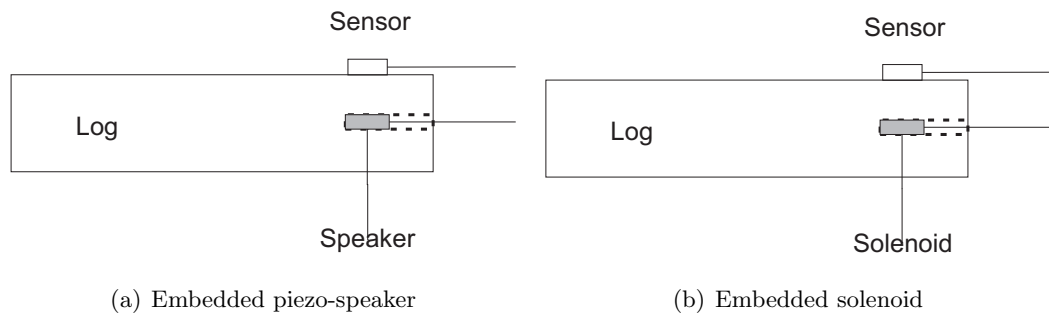 Sensor
Log
Speaker
(a) Embedded piezo-speaker
Sensor
Log
Solenoid
(b) Embedded solenoid